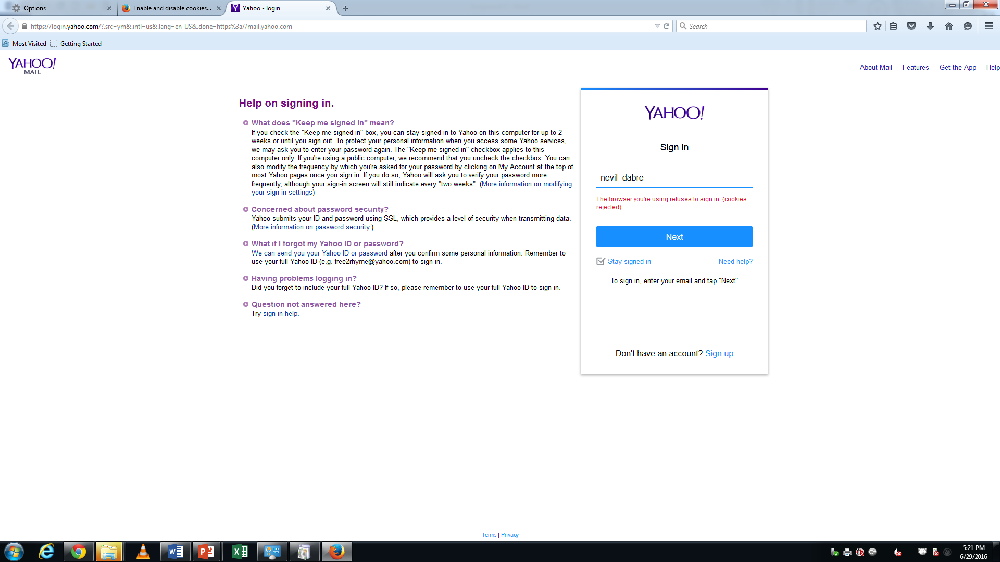 Options
Enable and disable cookies...
Yahoo - login
https://login.yahoo.com/?.src=ym&.intl=us&.lang=en-US&.done=https%3a//mail.yahoo.com
Search
Most Visited
Getting Started
YAHOO!
MAIL
About Mail
Features
Get the App
Help
Help on signing in.
What does "Keep me signed in" mean?
If you check the "Keep me signed in" box, you can stay signed in to Yahoo on this computer for up to 2
weeks or until you sign out. To protect your personal information when you access some Yahoo services,
we may ask you to enter your password again. The "Keep me signed in" checkbox applies to this
computer only. If you're using a public computer, we recommend that you uncheck the checkbox. You can
also modify the frequency by which you're asked for your password by clicking on My Account at the top of
most Yahoo pages once you sign in. If you do so, Yahoo will ask you to verify your password more
frequently, although your sign-in screen will still indicate every "two weeks". (More information on modifying
your sign-in settings)
Concerned about password security?
Yahoo submits your ID and password using SSL, which provides a level of security when transmitting data.
(More information on password security.)
What if I forgot my Yahoo ID or password?
We can send you your Yahoo ID or password after you confirm some personal information. Remember to
use your full Yahoo ID (e.g. free2rhyme@yahoo.com) to sign in.
Having problems logging in?
Did you forget to include your full Yahoo ID? If so, please remember to use your full Yahoo ID to sign in.
Question not answered here?
Try sign-in help.
YAHOO!
Sign in
nevil_dabre
The browser you're using refuses to sign in. (cookies
rejected)
Next
Stay signed in
Need help?
To sign in, enter your email and tap "Next"
Don't have an account? Sign up
Terms | Privacy
5:21 PM
6/29/2016